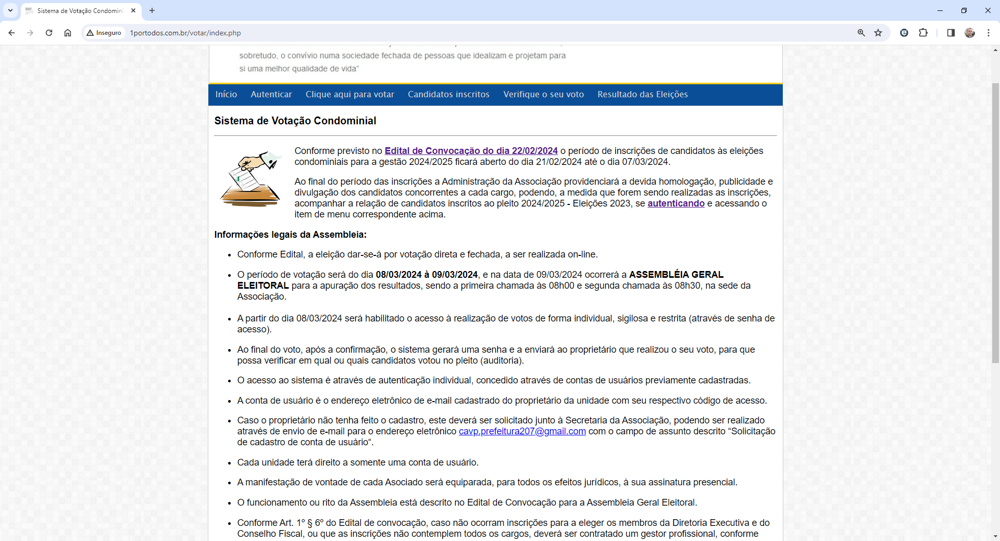 Sistema de Votação Condomini
Inseguro
1portodos.com.br/votar/index.php
sobretudo, o convívio numa sociedade fechada de pessoas que idealizam e projetam para
si uma melhor qualidade de vida"
Início Autenticar Clique aqui para votar Candidatos inscritos Verifique o seu voto Resultado das Eleições
Sistema de Votação Condominial
Conforme previsto no Edital de Convocação do dia 22/02/2024 o período de inscrições de candidatos às eleições
condominiais para a gestão 2024/2025 ficará aberto do dia 21/02/2024 até o dia 07/03/2024.
Ao final do período das inscrições a Administração da Associação providenciará a devida homologação, publicidade e
divulgação dos candidatos concorrentes a cada cargo, podendo, a medida que forem sendo realizadas as inscrições,
acompanhar a relação de candidatos inscritos ao pleito 2024/2025 - Eleições 2023, se autenticando e acessando o
item de menu correspondente acima.
Informações legais da Assembleia:
• Conforme Edital, a eleição dar-se-á por votação direta e fechada, a ser realizada on-line.
• O período de votação será do dia 08/03/2024 à 09/03/2024, e na data de 09/03/2024 ocorrerá a ASSEMBLÉIA GERAL
ELEITORAL para a apuração dos resultados, sendo a primeira chamada às 08h00 e segunda chamada às 08h30, na sede da
Associação.
• A partir do dia 08/03/2024 será habilitado o acesso à realização de votos de forma individual, sigilosa e restrita (através de senha de
acesso).
• Ao final do voto, após a confirmação, o sistema gerará uma senha e a enviará ao proprietário que realizou o seu voto, para que
possa verificar em qual ou quais candidatos votou no pleito (auditoria).
• O acesso ao sistema é através de autenticação individual, concedido através de contas de usuários previamente cadastradas.
• A conta de usuário é o endereço eletrônico de e-mail cadastrado do proprietário da unidade com seu respectivo código de acesso.
• Caso o proprietário não tenha feito o cadastro, este deverá ser solicitado junto à Secretaria da Associação, podendo ser realizado
através de envio de e-mail para o endereço eletrônico cavp.prefeitura207@gmail.com com o campo de assunto descrito “Solicitação
de cadastro de conta de usuário“.
• Cada unidade terá direito a somente uma conta de usuário.
• A manifestação de vontade de cada Asociado será equiparada, para todos os efeitos jurídicos, à sua assinatura presencial.
• O funcionamento ou rito da Assembleia está descrito no Edital de Convocação para a Assembleia Geral Eleitoral.
• Conforme Art. 1º § 6º do Edital de convocação, caso não ocorram inscrições para a eleger os membros da Diretoria Executiva e do
Conselho Fiscal, ou que as inscrições não contemplem todos os cargos, deverá ser contratado um gestor profissional, conforme